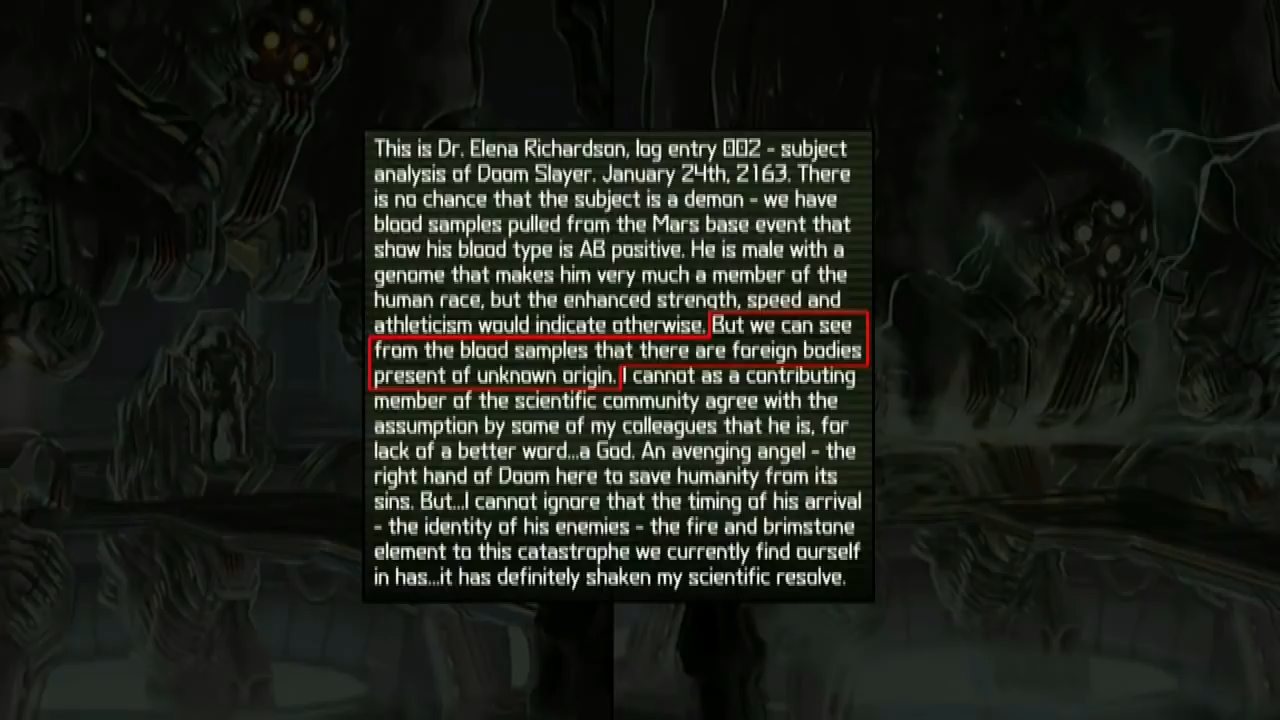 This is Dr. Elena Richardson, log entry 002 - subject
analysis of Doom Slayer. January 24th, 2163. There
is no chance that the subject is a demon - we have
blood samples pulled from the Mars base event that
show his blood type is AB positive. He is male with a
genome that makes him very much a member of the
human race, but the enhanced strength, speed and
athleticism would indicate otherwise. But we can see
from the blood samples that there are foreign bodies
present of unknown origin. I cannot as a contributing
member of the scientific community agree with the
assumption by some of my colleagues that he is, for
lack of a better word...a God. An avenging angel - the
right hand of Doom here to save humanity from its
sins. But...I cannot ignore that the timing of his arrival
- the identity of his enemies - the fire and brimstone
element to this catastrophe we currently find ourself
in has...it has definitely shaken my scientific resolve.